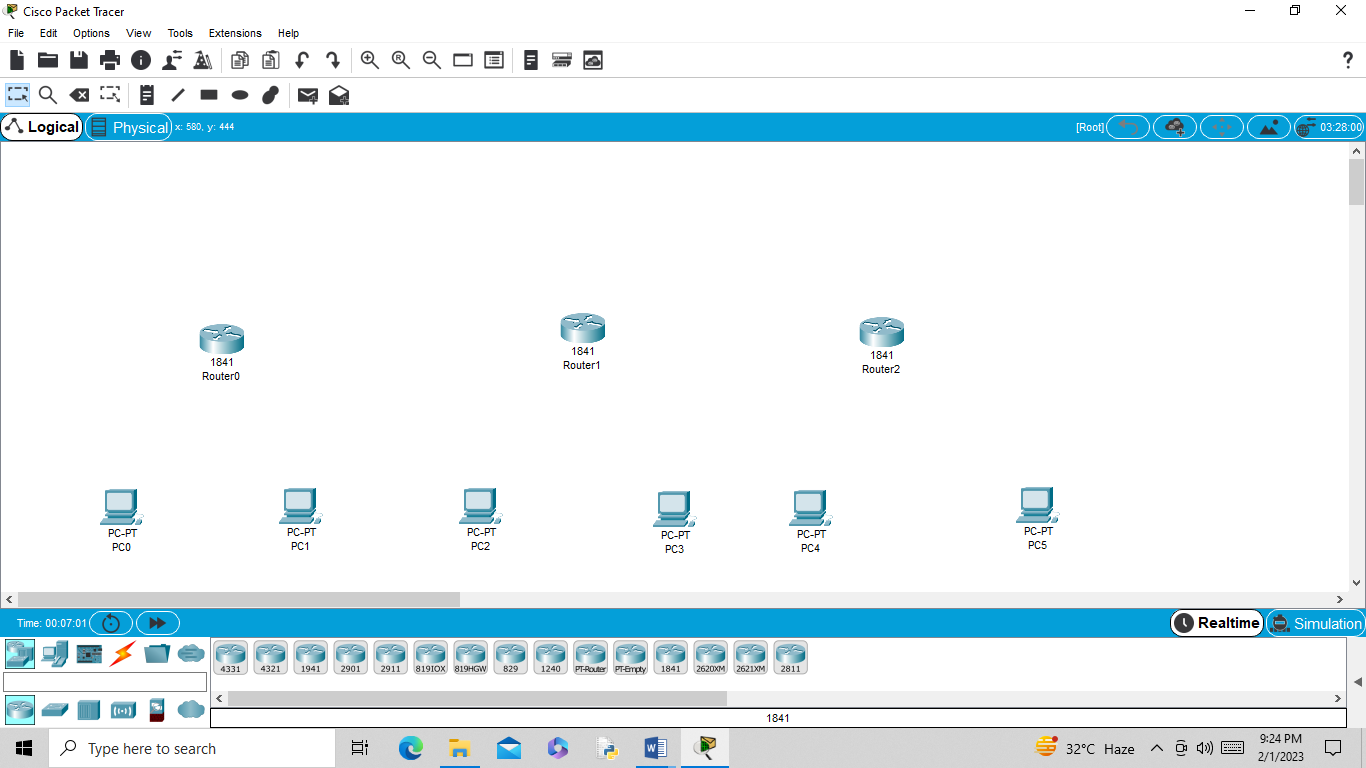 Cisco Packet Tracer
File Edit Options View Tools Extensions Help
Logical Physical x: 580, y: 444 [Root] 03:28:00
1841
Router0
1841
Router1
1841
Router2
PC-PT
PC0
PC-PT
PC1
PC-PT
PC2
PC-PT
PC3
PC-PT
PC4
PC-PT
PC5
Time: 00:07:01 Realtime Simulation
4331 4321 1941 2901 2911 819IOX 819HGW 829 1240 PT-Router PT-Empty 1841 2620XM 2621XM 2811
1841
Type here to search
32°C Haze
9:24 PM
2/1/2023